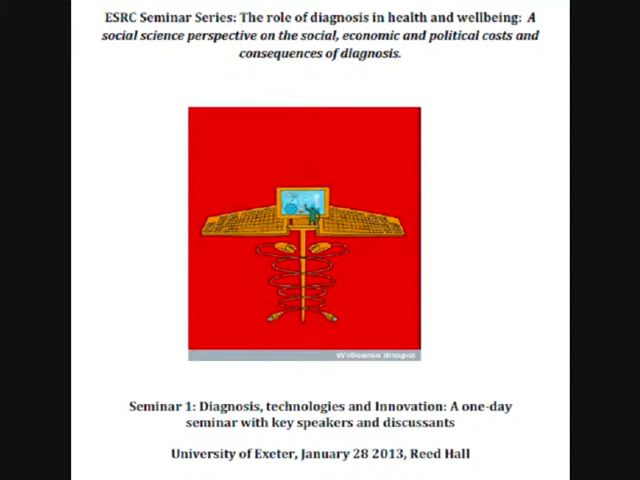 ESRC Seminar Series: The role of diagnosis in health and wellbeing: A
social science perspective on the social, economic and political costs and
consequences of diagnosis.
Wellcome Images
Seminar 1: Diagnosis, technologies and Innovation: A one-day
seminar with key speakers and discussants
University of Exeter, January 28 2013, Reed Hall